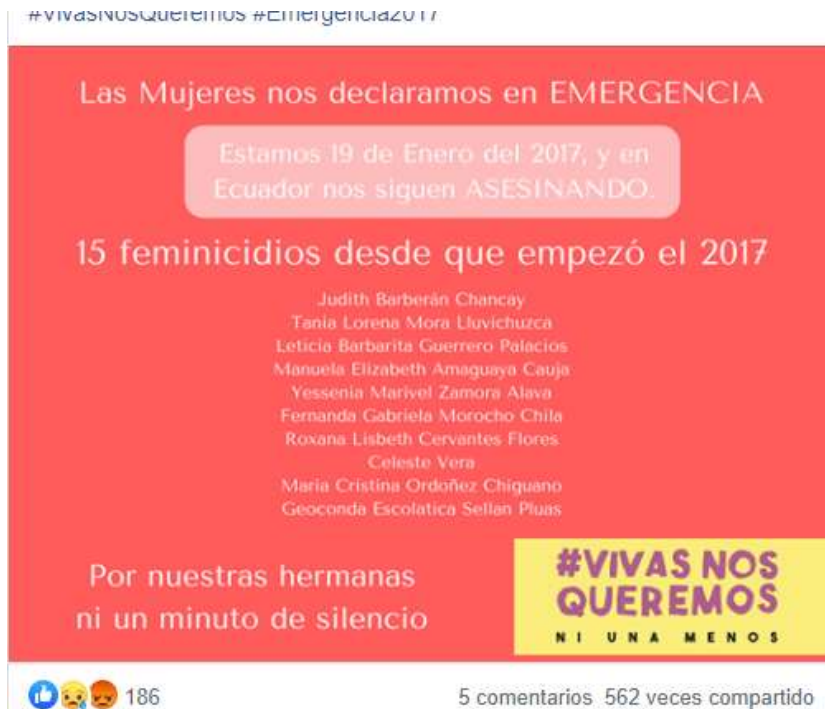 #VivasNosQueremos #Emergencia2017
Las Mujeres nos declaramos en EMERGENCIA
Estamos 19 de Enero del 2017, y en
Ecuador nos siguen ASESINANDO.
15 feminicidios desde que empezó el 2017
Judith Barberán Chancay
Tania Lorena Mora Lluvichuzca
Leticia Barbarita Guerrero Palacios
Manuela Elizabeth Amaguaya Cauja
Yessenia Marivel Zamora Alava
Fernanda Gabriela Morocho Chila
Roxana Lisbeth Cervantes Flores
Celeste Vera
Maria Cristina Ordoñez Chiguano
Geoconda Escolatica Sellan Pluas
Por nuestras hermanas
ni un minuto de silencio
#VIVAS NOS
QUEREMOS
NI UNA MENOS
186
5 comentarios 562 veces compartido